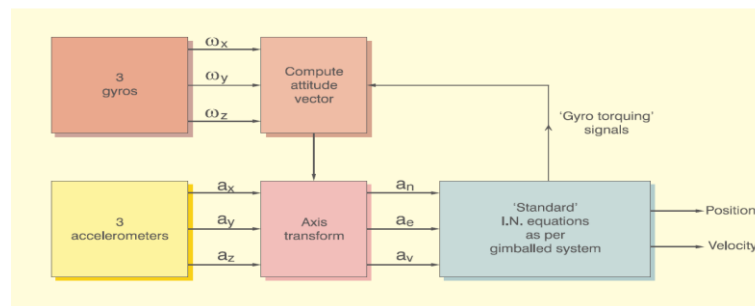 3
gyros
ωx
ωy
ωz
Compute
attitude
vector
'Gyro torquing'
signals
3
accelerometers
ax
ay
az
Axis
transform
an
ae
av
'Standard'
I.N. equations
as per
gimballed system
Position
Velocity